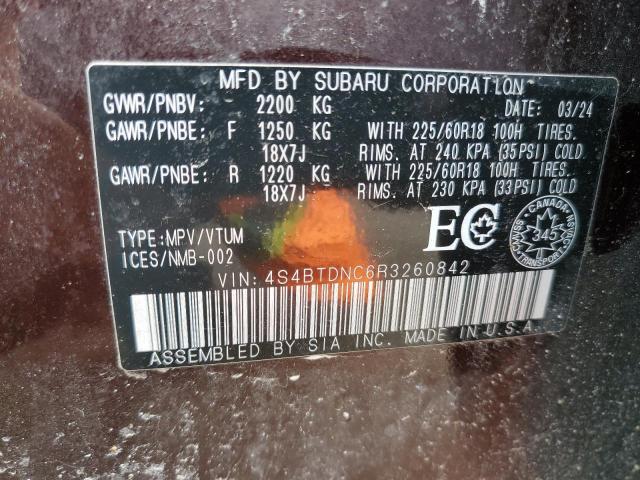 MFD BY SUBARU CORPORATION
GVWR/PNBV: 2200 KG DATE: 03/24
GAWR/PNBE: F 1250 KG WITH 225/60R18 100H TIRES.
18X7J RIMS. AT 240 KPA (35PSI) COLD
GAWR/PNBE: R 1220 KG WITH 225/60R18 100H TIRES.
18X7J RIMS. AT 230 KPA (33PSI) COLD
TYPE: MPV/VTUM
ICES/NMB-002
EC
CANADA
345
TRANSPORT
VIN: 4S4BTDNC6R3260842
ASSEMBLED BY SIA INC. MADE IN U.S.A.